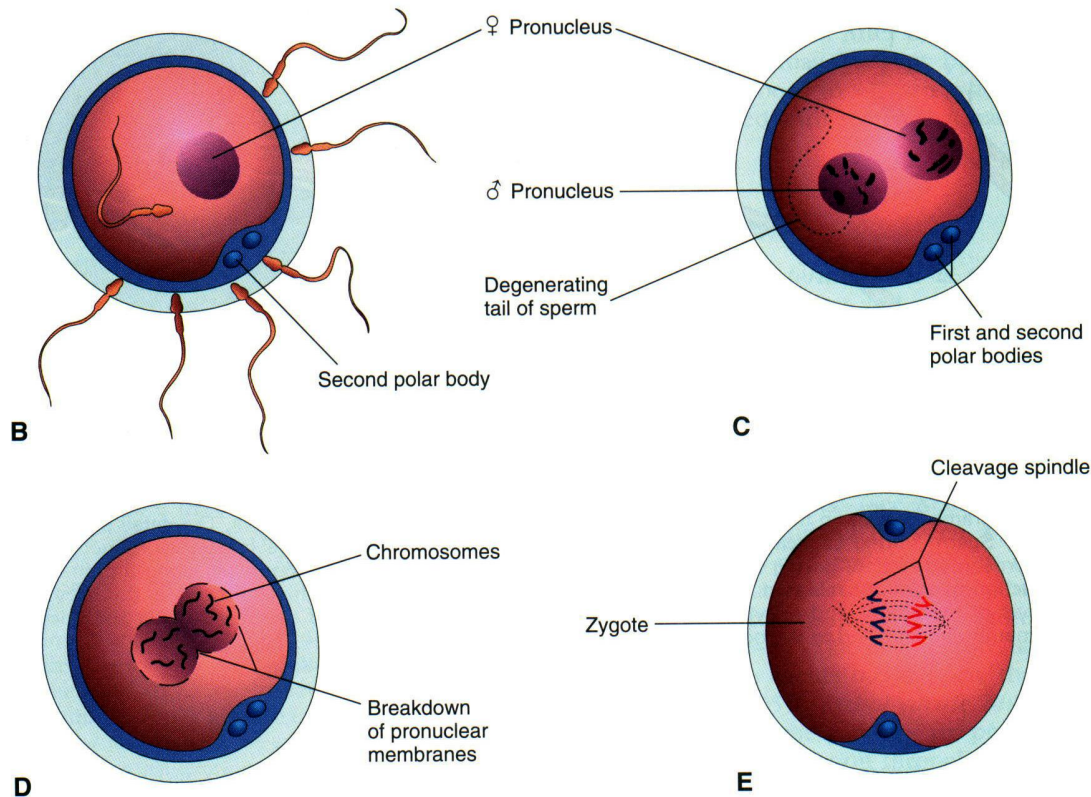 ♀ Pronucleus
♂ Pronucleus
Degenerating
tail of sperm
First and second
polar bodies
Second polar body
B
C
Cleavage spindle
Chromosomes
Zygote
Breakdown
of pronuclear
membranes
D
E